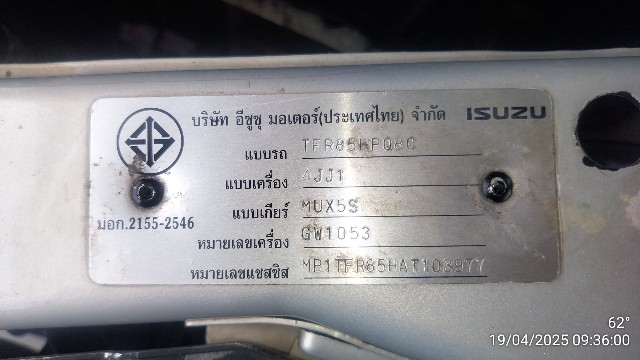 บริษัท อีซูซุ มอเตอร์(ประเทศไทย) จำกัด ISUZU
แบบรถ TFR85HPQ8C
แบบเครื่อง 4JJ1
แบบเกียร์ MUX5S
มอก.2155-2546
หมายเลขเครื่อง GW1053
หมายเลขแชสซิส MP1TFR85HAT103977
62°
19/04/2025 09:36:00